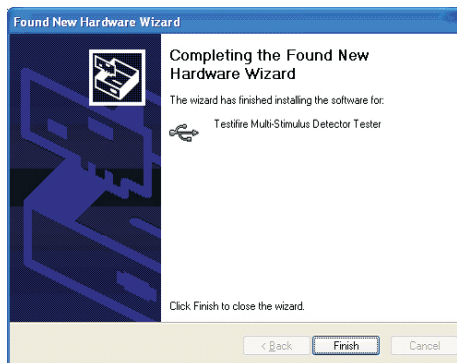 Found New Hardware Wizard
Completing the Found New
Hardware Wizard
The wizard has finished installing the software for:
Testifire Multi-Stimulus Detector Tester
Click Finish to close the wizard.
< Back
Finish
Cancel